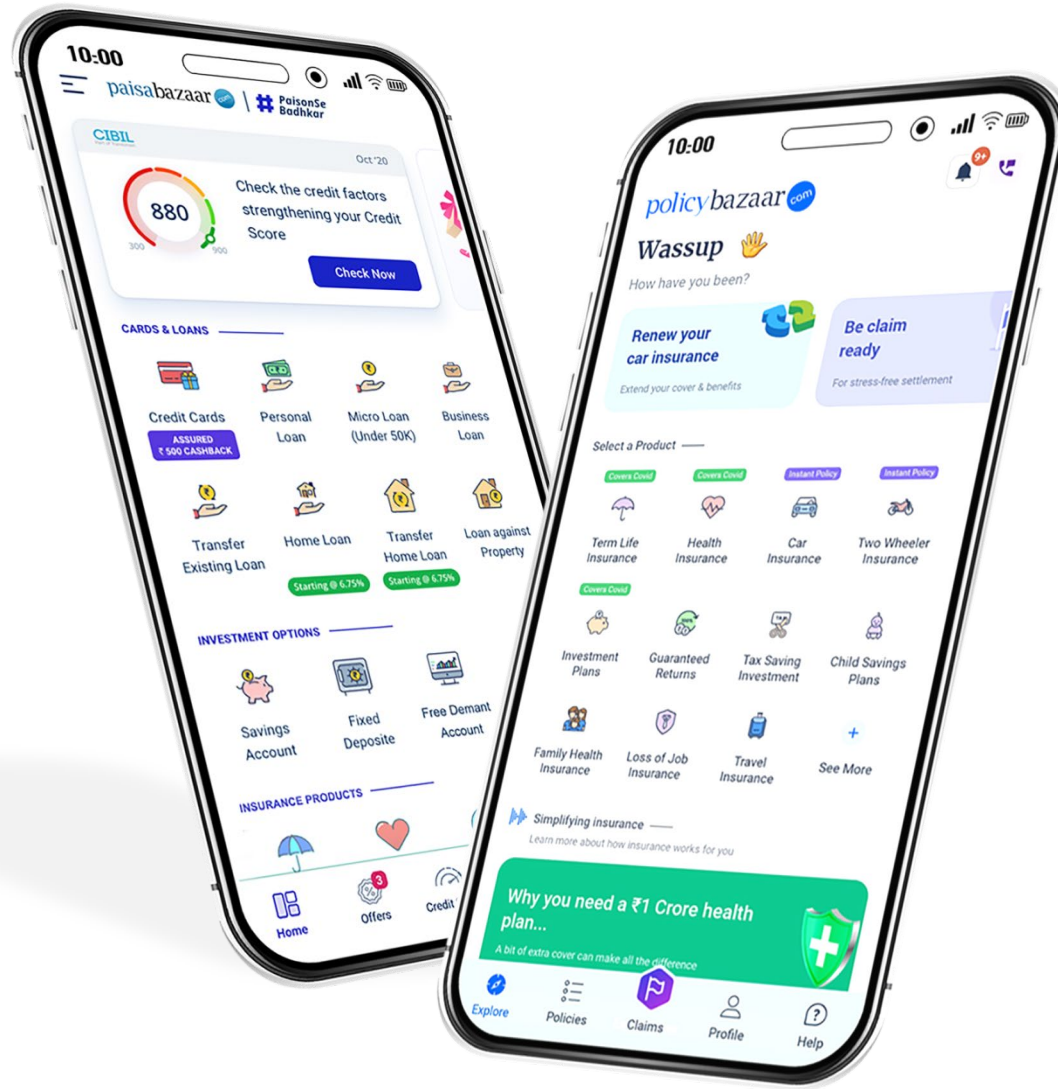 10:00
paisabazaar.com
# PaisonSe
Badhkar
CIBIL
Oct '20
880
300
900
Check the credit factors
strengthening your Credit
Score
Check Now
CARDS & LOANS
Credit Cards
ASSURED
₹ 500 CASHBACK
Personal
Loan
Micro Loan
(Under 50K)
Business
Loan
Transfer
Existing Loan
Home Loan
Starting @ 6.75%
Transfer
Home Loan
Starting @ 6.75%
Loan against
Property
INVESTMENT OPTIONS
Savings
Account
Fixed
Deposite
Free Demant
Account
INSURANCE PRODUCTS
Home
3
Offers
Credit
10:00
9+
policybazaar.com
Wassup
How have you been?
Renew your
car insurance
Extend your cover & benefits
Be claim
ready
For stress-free settlement
Select a Product
Covers Covid
Term Life
Insurance
Covers Covid
Health
Insurance
Instant Policy
Car
Insurance
Instant Policy
Two Wheeler
Insurance
Covers Covid
Investment
Plans
Guaranteed
Returns
Tax Saving
Investment
Child Savings
Plans
Family Health
Insurance
Loss of Job
Insurance
Travel
Insurance
+
See More
Simplifying insurance
Learn more about how insurance works for you
Why you need a ₹1 Crore health
plan...
A bit of extra cover can make all the difference
Explore
Policies
Claims
Profile
?
Help